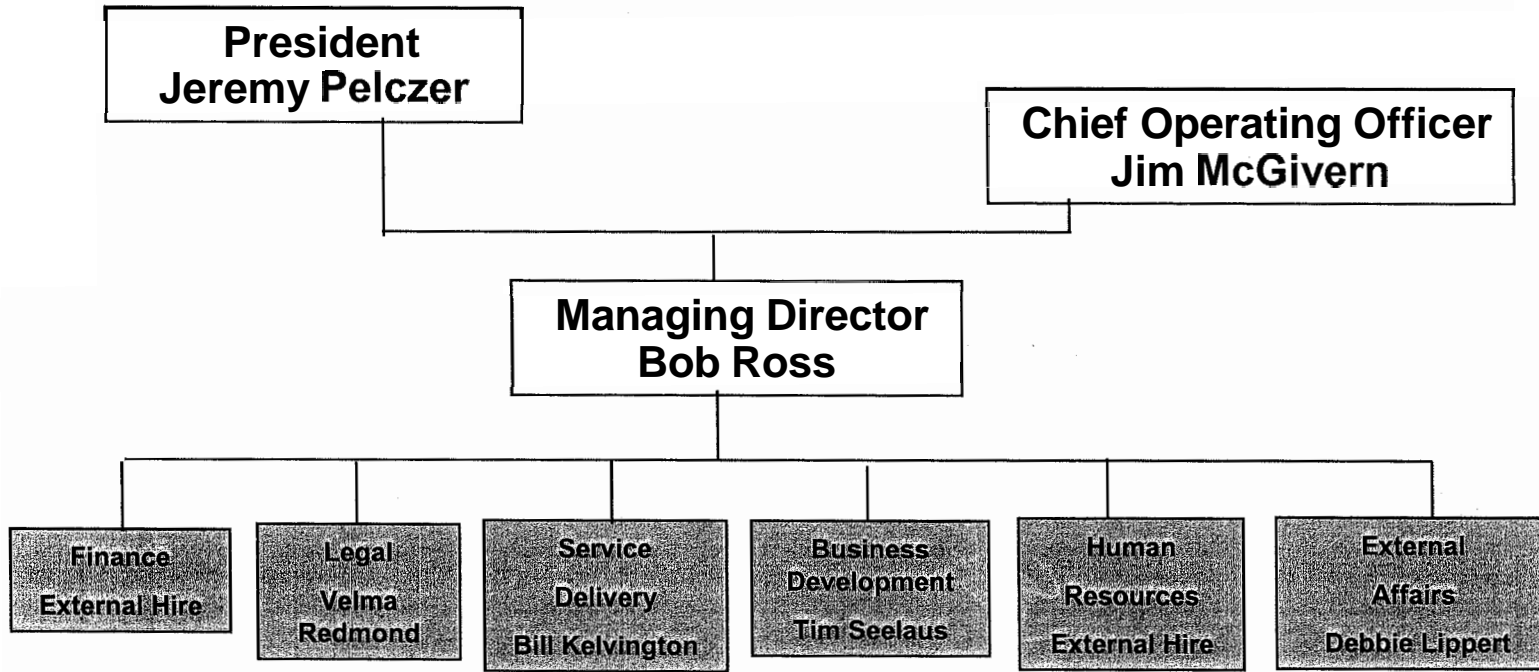 President
Jeremy Pelczer
Chief Operating Officer
Jim McGivern
Managing Director
Bob Ross
Finance
External Hire
Legal
Velma
Redmond
Service
Delivery
Bill Kelvington
Business
Development
Tim Seelaus
Human
Resources
External Hire
External
Affairs
Debbie Lippert